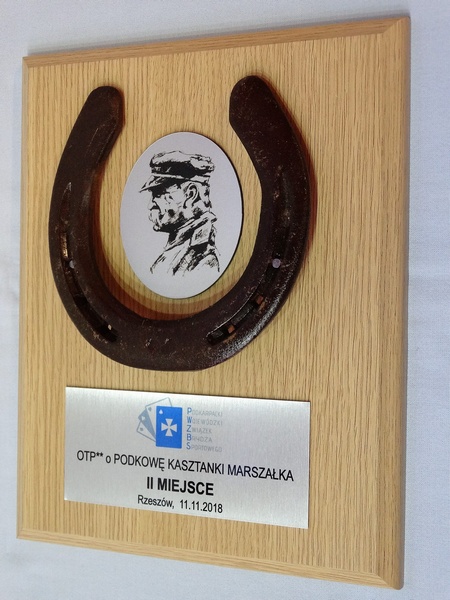 PODKARPACKI
WOJEWÓDZKI
ZWIĄZEK
BRYDŻA
SPORTOWEGO
OTP** o PODKOWĘ KASZTANKI MARSZAŁKA
II MIEJSCE
Rzeszów, 11.11.2018